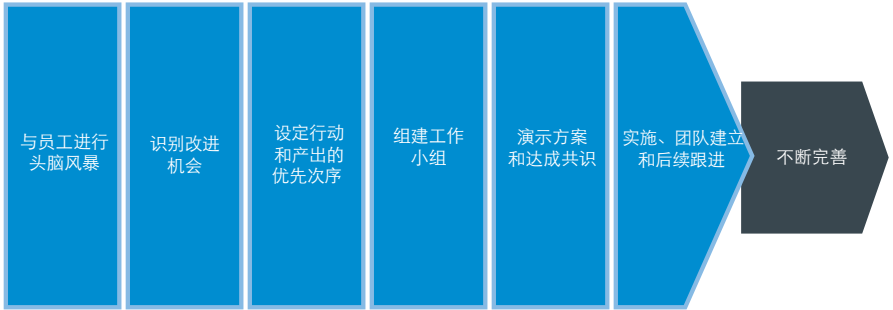 与员工进行
头脑风暴
识别改进
机会
设定行动
和产出的
优先次序
组建工作
小组
演示方案
和达成共识
实施、团队建立
和后续跟进
不断完善